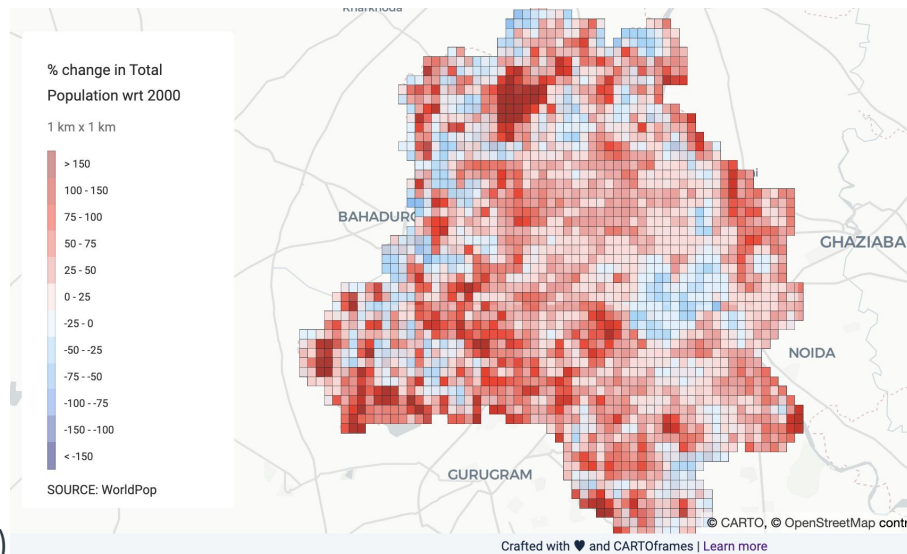 Kharkhoda
% change in Total
Population wrt 2000
1 km x 1 km
> 150
100 - 150
75 - 100
50 - 75
25 - 50
0 - 25
-25 - 0
-50 - -25
-75 - -50
-100 - -75
-150 - -100
< -150
SOURCE: WorldPop
BAHADURG
GHAZIABA
NOIDA
GURUGRAM
© CARTO, © OpenStreetMap contr
Crafted with ♥ and CARTOframes | Learn more